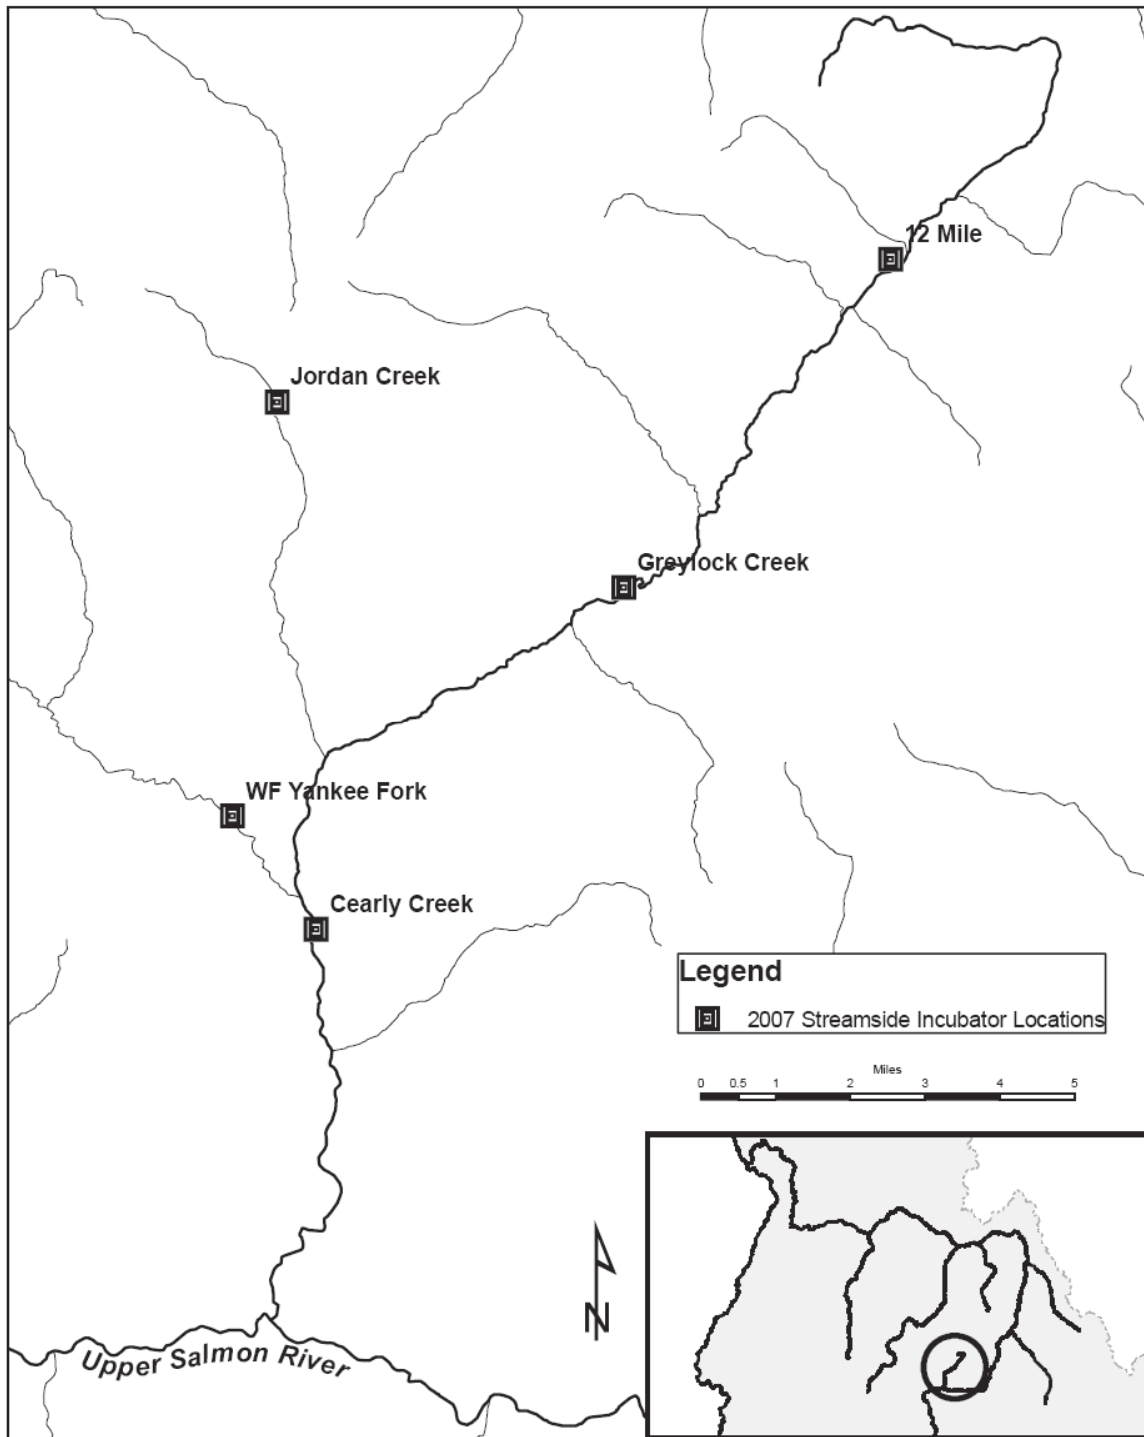 12 Mile
Jordan Creek
Greylock Creek
WF Yankee Fork
Cearly Creek
Legend
2007 Streamside Incubator Locations
Miles
0 0.5 1 2 3 4 5
N
Upper Salmon River